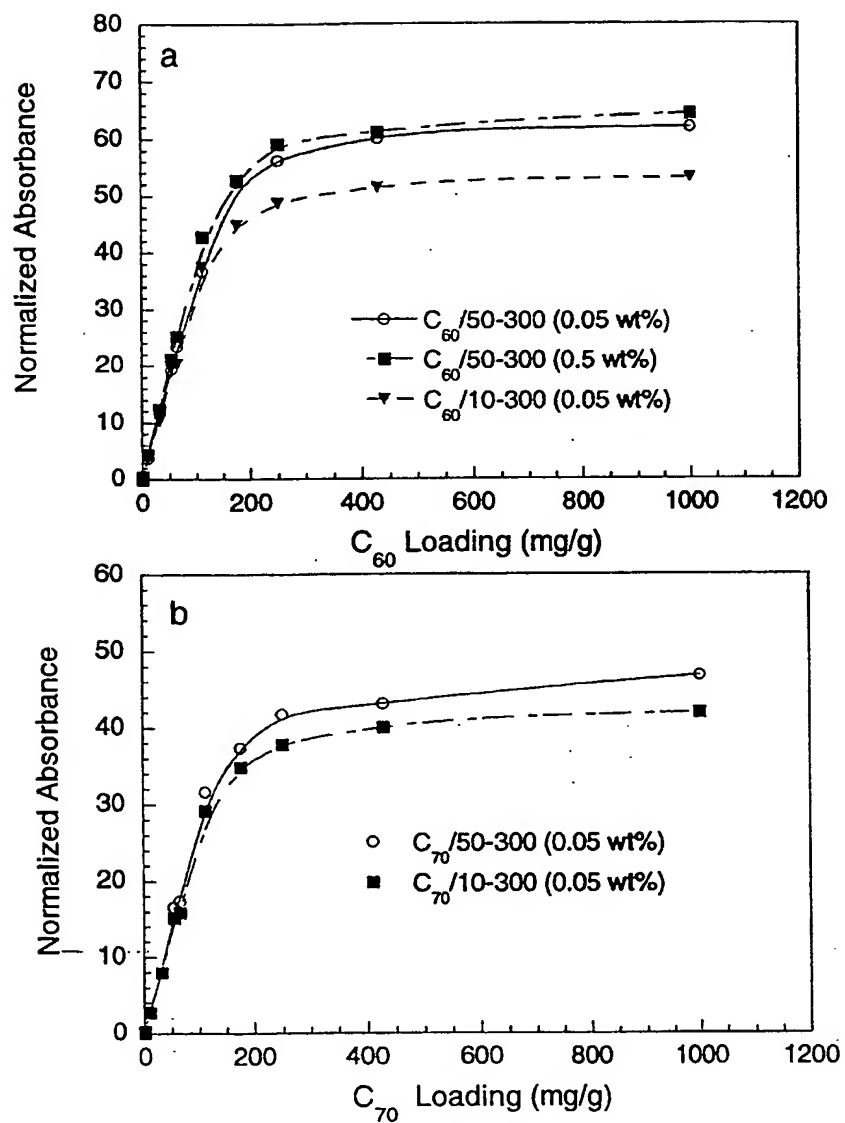 80
a
70
60
50
40
30
20
10
0
Normalized Absorbance
C60/50-300 (0.05 wt%)
C60/50-300 (0.5 wt%)
C60/10-300 (0.05 wt%)
0 200 400 600 800 1000 1200
C60 Loading (mg/g)
60
b
50
40
30
20
10
0
Normalized Absorbance
C70/50-300 (0.05 wt%)
C70/10-300 (0.05 wt%)
0 200 400 600 800 1000 1200
C70 Loading (mg/g)